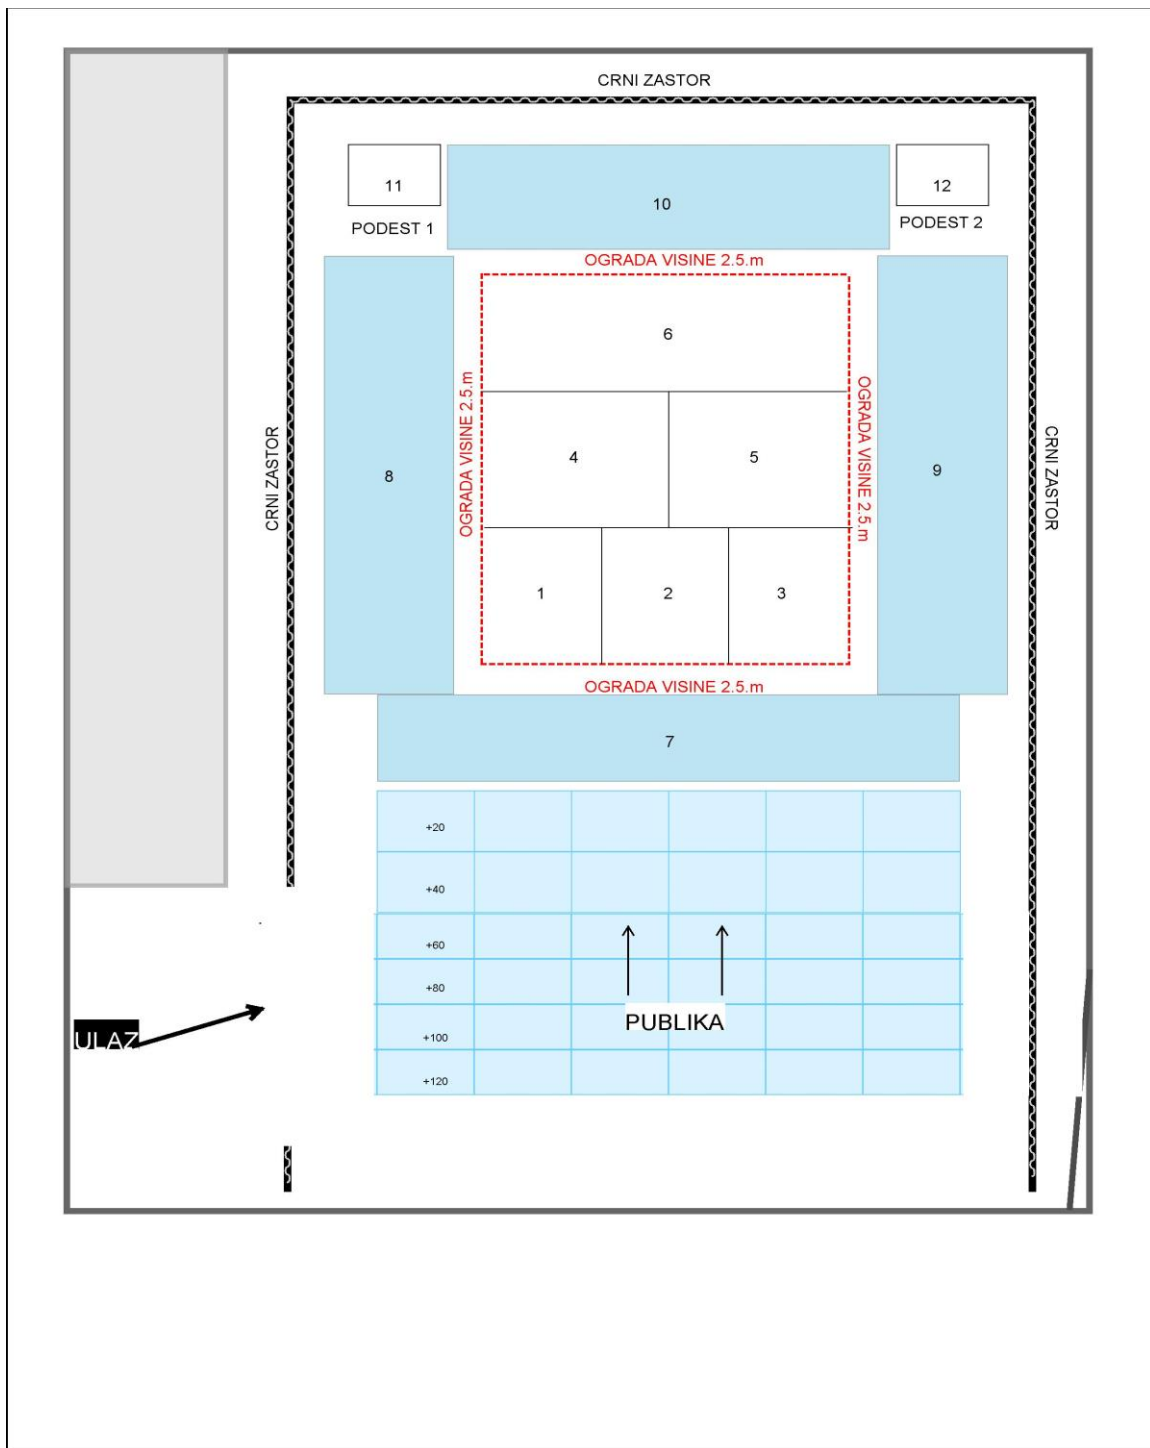 CRNI ZASTOR
11
10
12
PODEST 1
PODEST 2
OGRADA VISINE 2.5.m
6
OGRADA VISINE 2.5.m
OGRADA VISINE 2.5.m
CRNI ZASTOR
CRNI ZASTOR
8
4
5
9
1
2
3
OGRADA VISINE 2.5.m
7
+20
+40
+60
+80
PUBLIKA
ULAZ
+100
+120